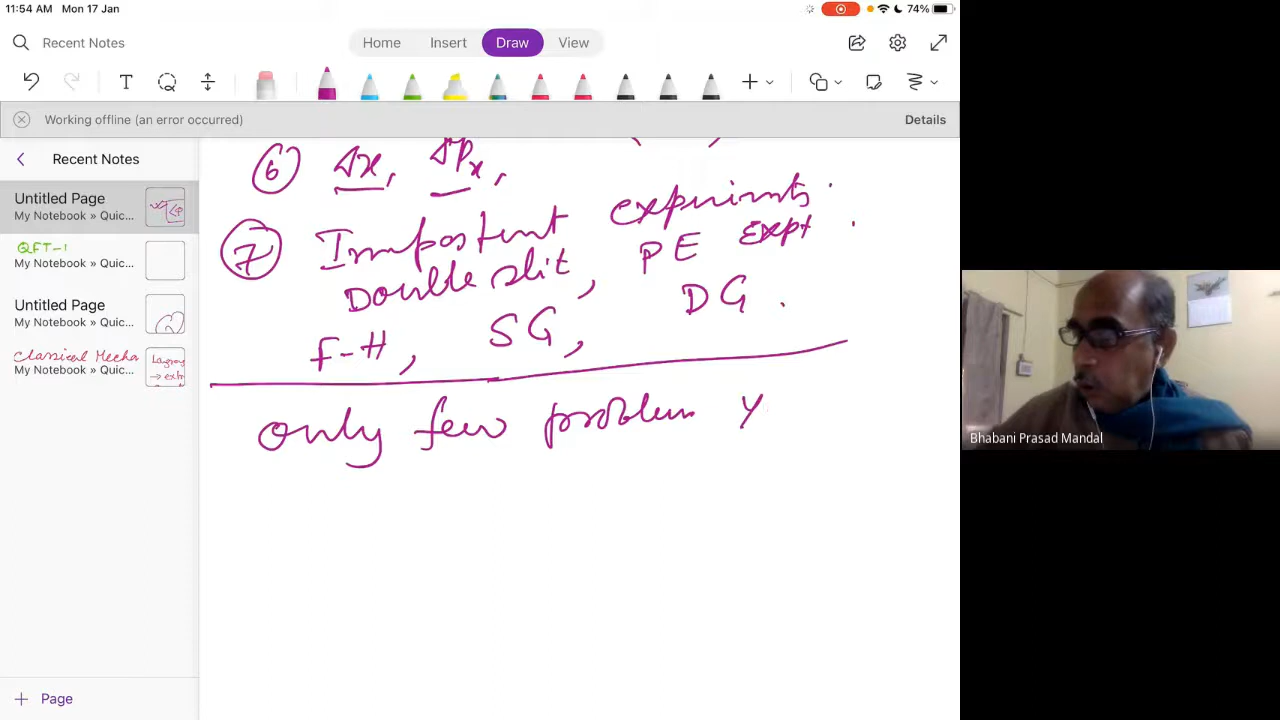 11:54 AM Mon 17 Jan
74%
Recent Notes
Home Insert Draw View
Working offline (an error occurred)
Details
Recent Notes
Untitled Page
My Notebook » Quic...
QFT-1
My Notebook » Quic...
Untitled Page
My Notebook » Quic...
Classical Mecha
My Notebook » Quic...
Page
⑥ Δx, ΔPx,
⑦ Important experiments.
Double slit, PE Expt.
F-H, SG, DG.
only few problem y
Bhabani Prasad Mandal